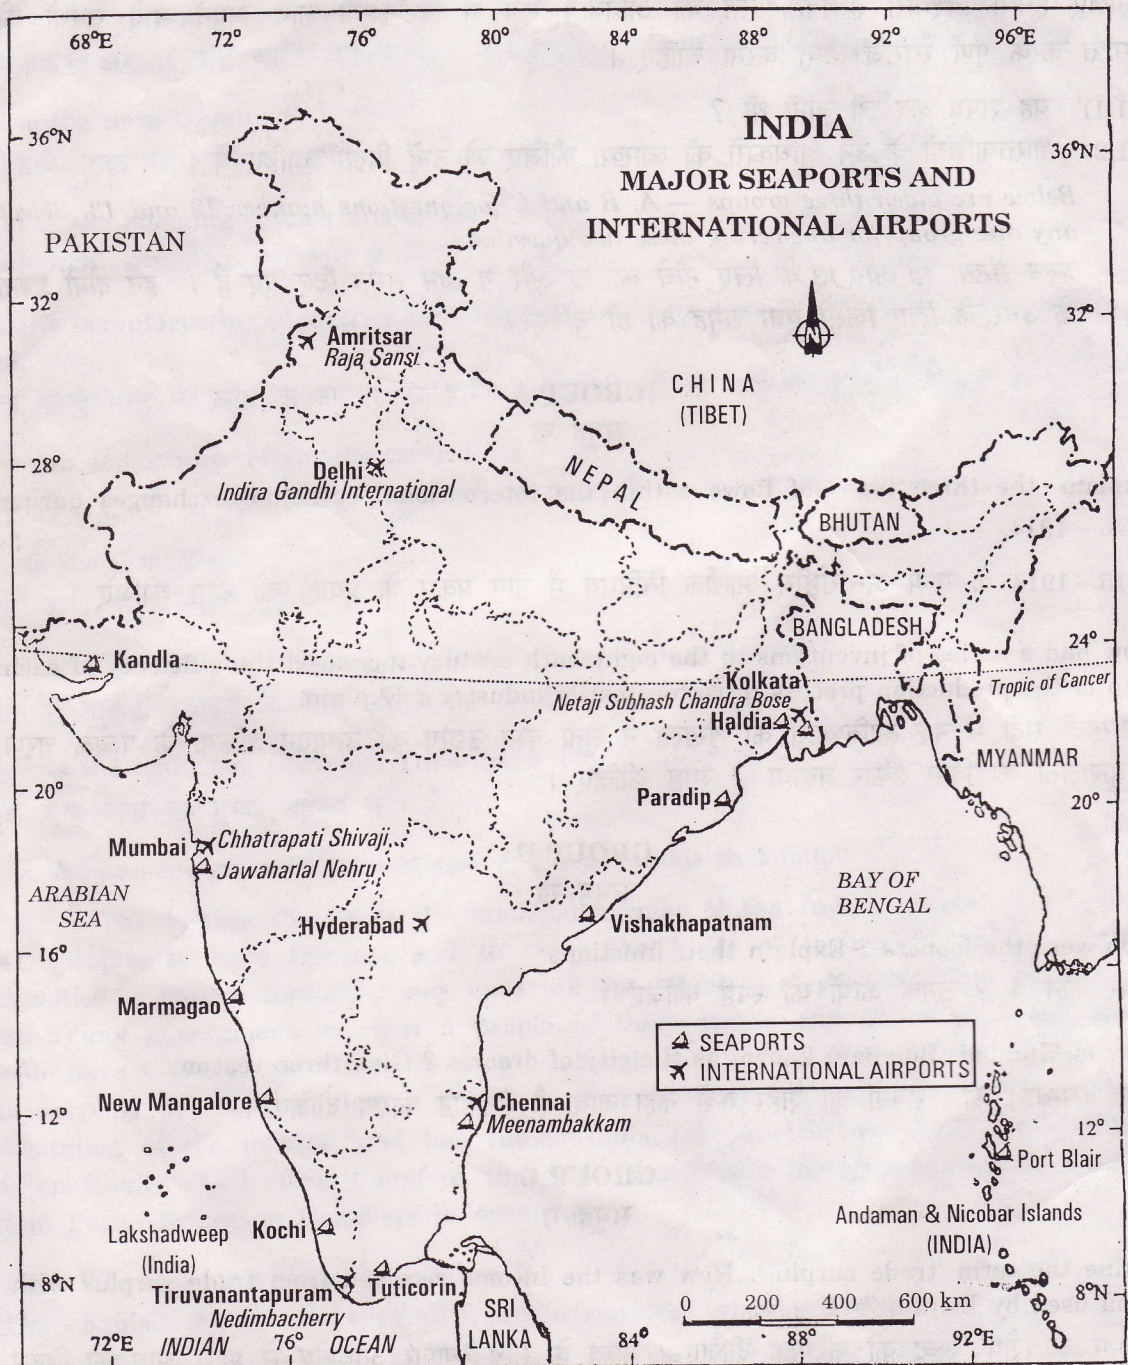 68°E 72° 76° 80° 84° 88° 92° 96°E
36°N
INDIA
36°N
MAJOR SEAPORTS AND
INTERNATIONAL AIRPORTS
PAKISTAN
32°
32°
N
Amritsar
Raja Sansi
CHINA
(TIBET)
28°
Delhi
Indira Gandhi International
NEPAL
28°
BHUTAN
BANGLADESH
24°
Kandla
Kolkata
Tropic of Cancer
Netaji Subhash Chandra Bose
Haldia
MYANMAR
20°
Paradip
20°
Mumbai
Chhatrapati Shivaji
Jawaharlal Nehru
ARABIAN
SEA
BAY OF
BENGAL
Hyderabad
Vishakhapatnam
16°
16°
Marmagao
SEAPORTS
INTERNATIONAL AIRPORTS
New Mangalore
Chennai
Meenambakkam
12°
12°
Port Blair
Lakshadweep
(India)
Kochi
Andaman & Nicobar Islands
(INDIA)
8°N
Tiruvanantapuram
Nedimbacherry
Tuticorin
SRI
LANKA
8°N
0 200 400 600 km
72°E INDIAN 76° OCEAN 84° 88° 92°E